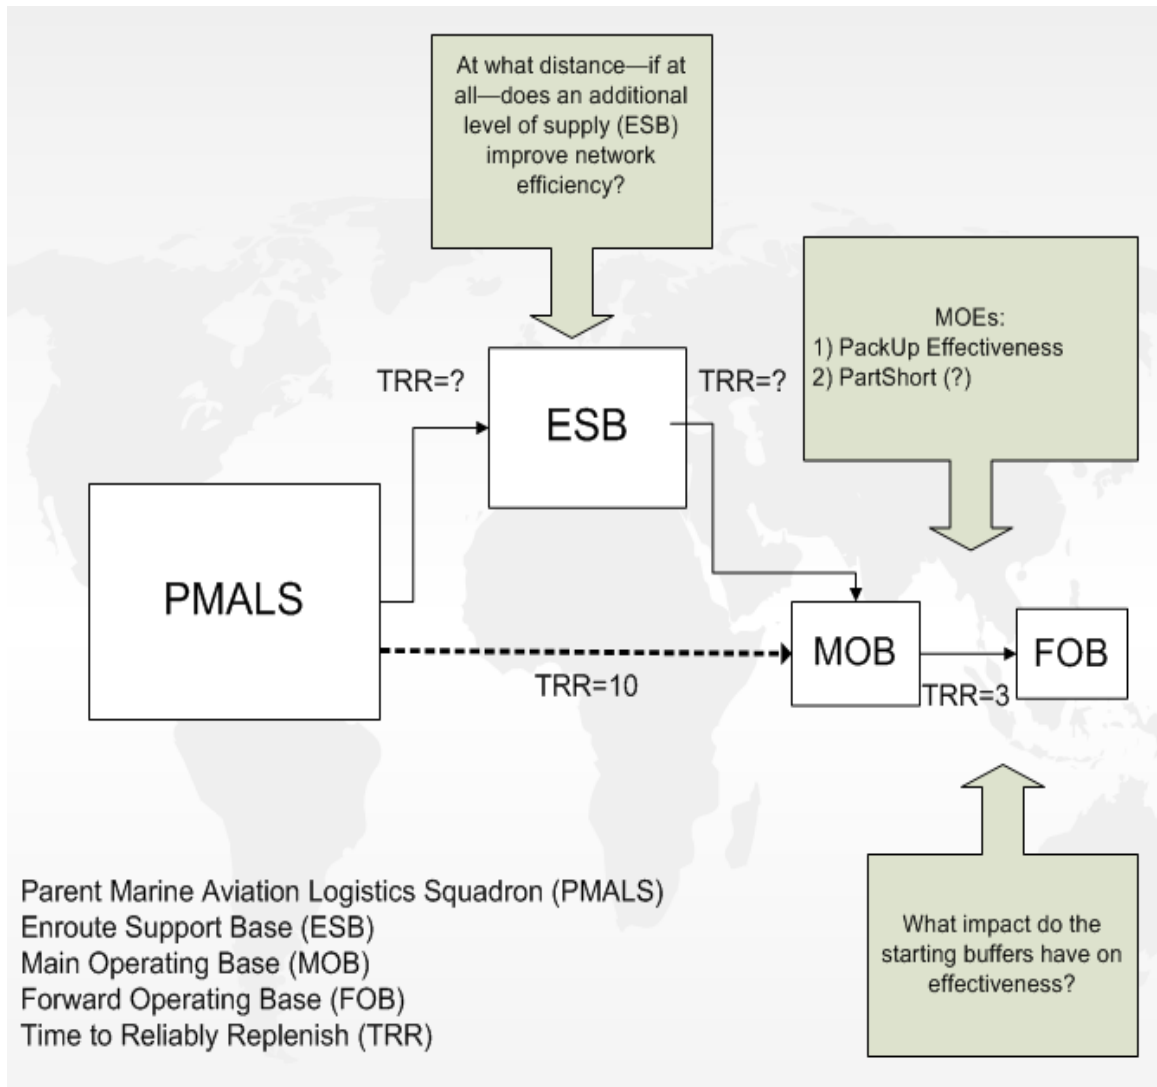 At what distance—if at
all—does an additional
level of supply (ESB)
improve network
efficiency?
MOEs:
1) PackUp Effectiveness
2) PartShort (?)
TRR=?
TRR=?
ESB
PMALS
MOB
FOB
TRR=10
TRR=3
Parent Marine Aviation Logistics Squadron (PMALS)
Enroute Support Base (ESB)
Main Operating Base (MOB)
Forward Operating Base (FOB)
Time to Reliably Replenish (TRR)
What impact do the
starting buffers have on
effectiveness?